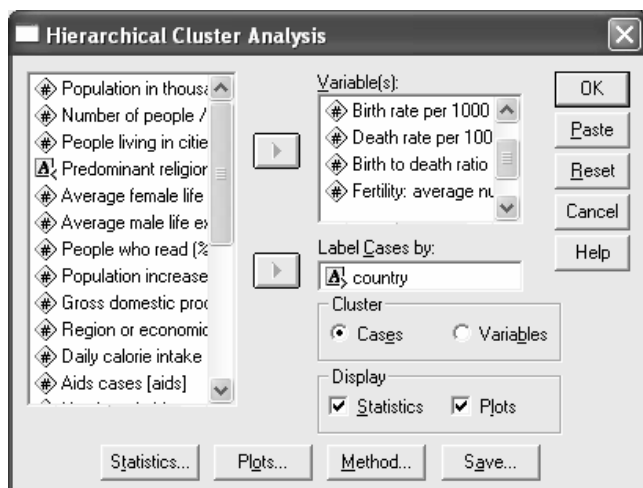 Hierarchical Cluster Analysis
Population in thousa
Number of people /
People living in citie
Predominant religion
Average female life
Average male life ex
People who read (%
Population increase
Gross domestic proc
Region or economic
Daily calorie intake
Aids cases [aids]
Variable(s):
Birth rate per 1000
Death rate per 100
Birth to death ratio
Fertility: average nu
Label Cases by:
country
Cluster
Cases
Variables
Display
Statistics
Plots
OK
Paste
Reset
Cancel
Help
Statistics...
Plots...
Method...
Save...